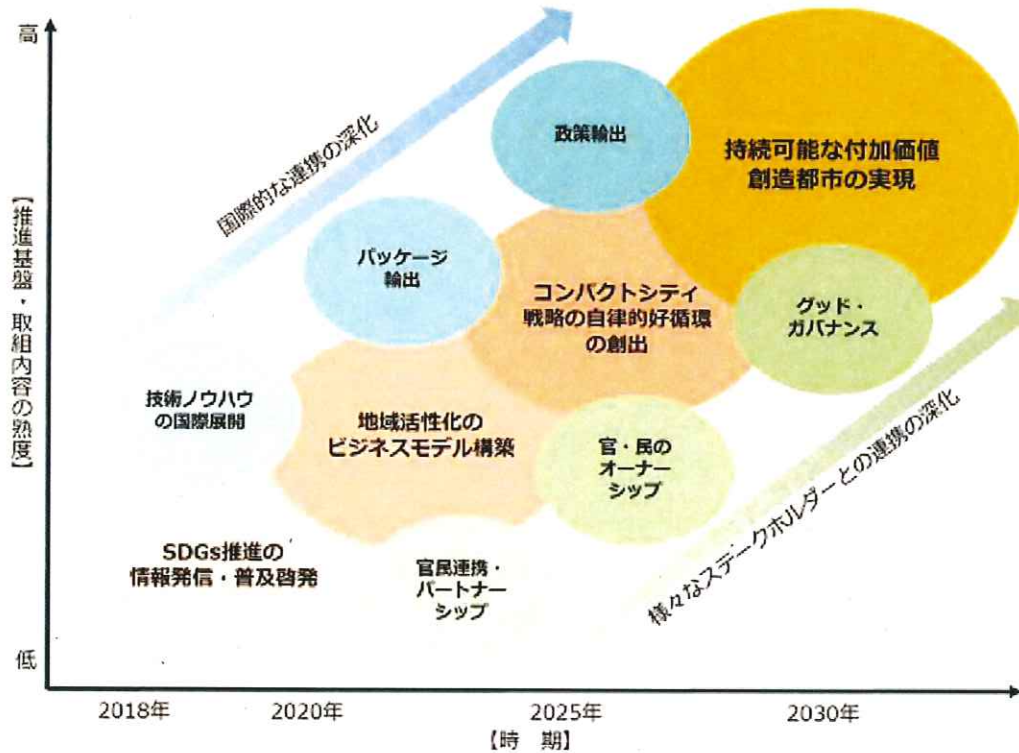 高
国際的な連携の深化
政策輸出
持続可能な付加価値
創造都市の実現
パッケージ
輸出
コンパクトシティ
戦略の自律的好循環
の創出
グッド・
ガバナンス
【推進基盤・取組内容の熟度】
技術ノウハウ
の国際展開
地域活性化の
ビジネスモデル構築
官・民の
オーナー
シップ
様々なステークホルダーとの連携の深化
SDGs推進の
情報発信・普及啓発
官民連携・
パートナー
シップ
低
2018年
2020年
2025年
2030年
【時　期】